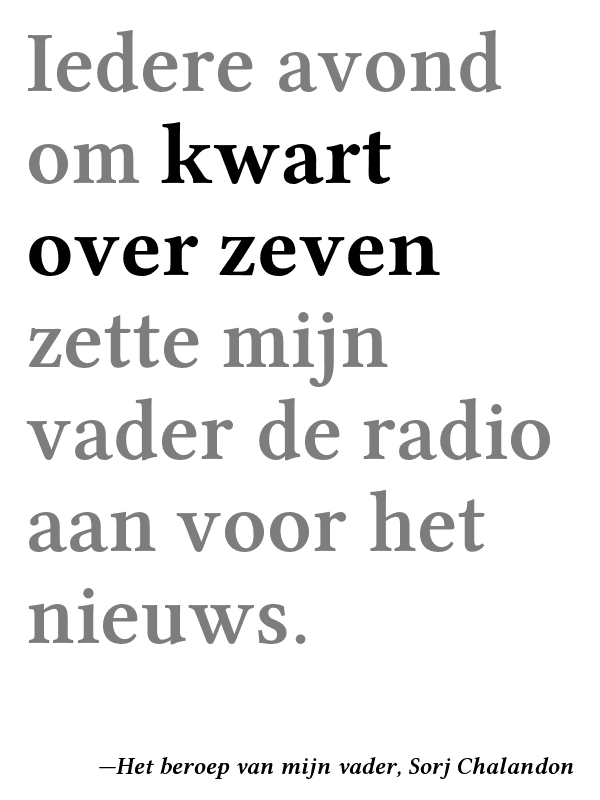 Iedere avond
om kwart
over zeven
zette mijn
vader de radio
aan voor het
nieuws.
—Het beroep van mijn vader, Sorj Chalandon